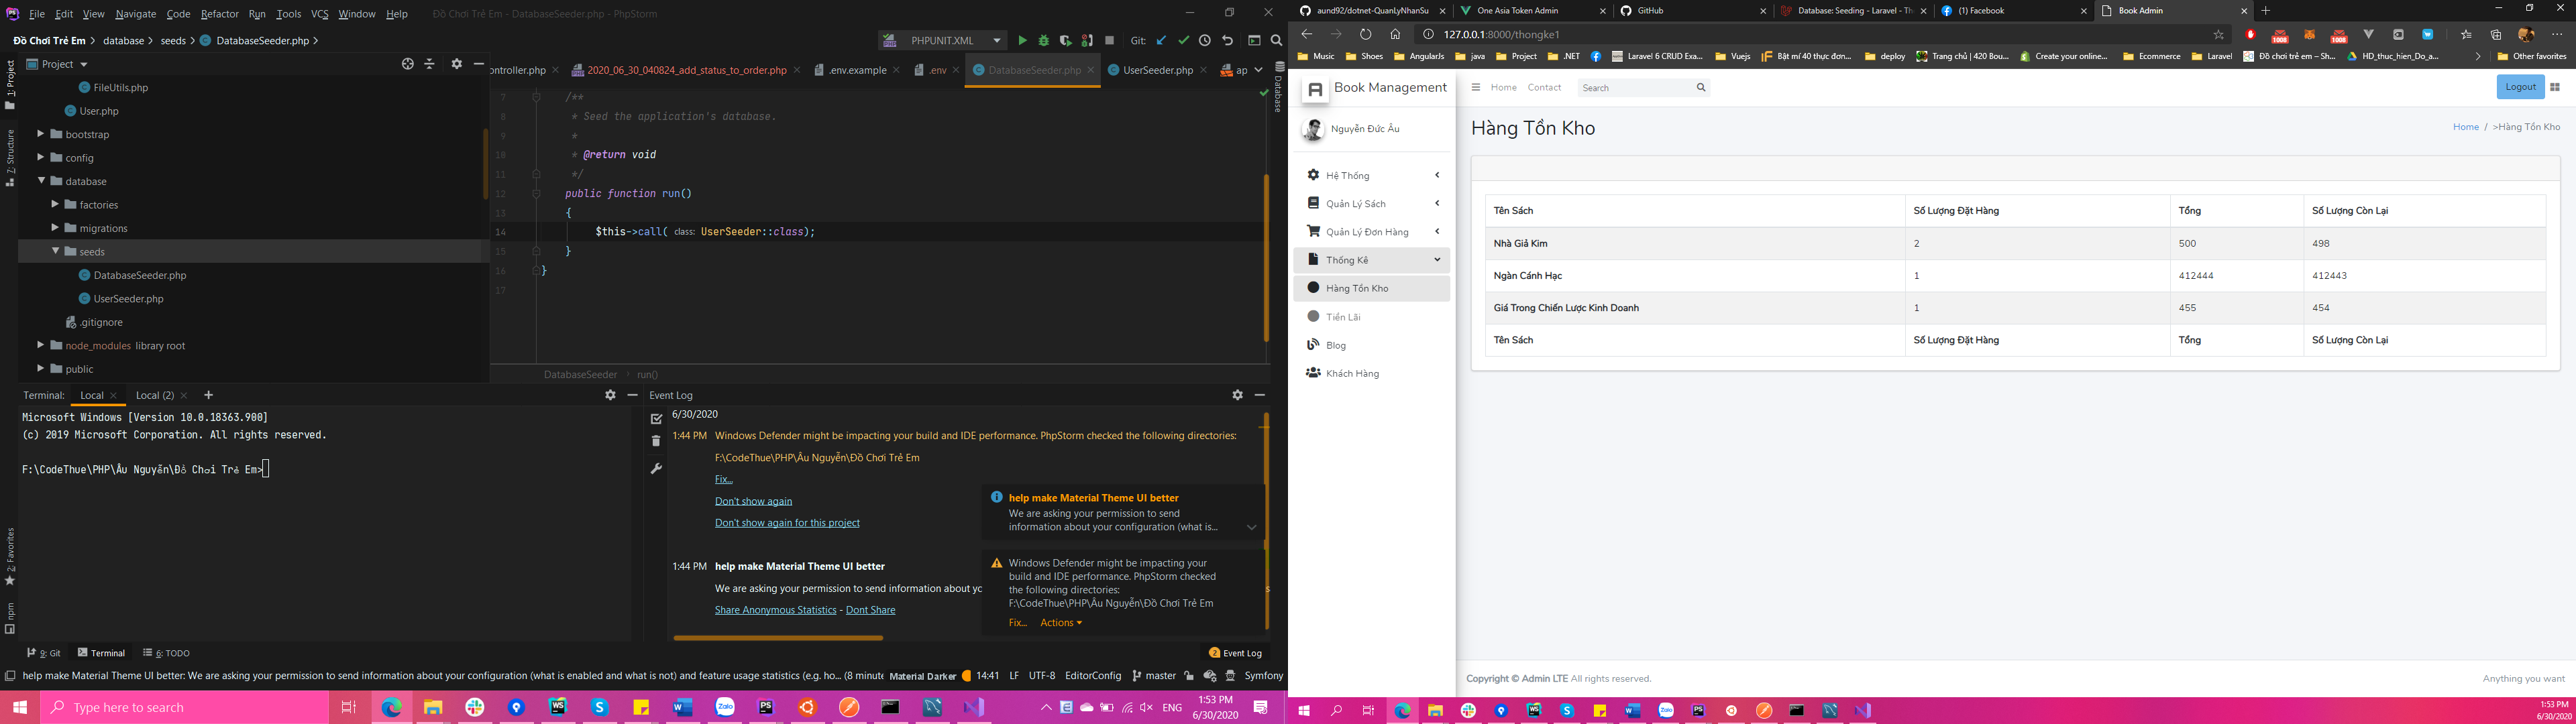 File Edit View Navigate Code Refactor Run Tools VCS Window Help Đồ Chơi Trẻ Em - DatabaseSeeder.php - PhpStorm
Đồ Chơi Trẻ Em database seeds DatabaseSeeder.php PHPUNIT.XML Git:
Project
ontroller.php 2020_06_30_040824_add_status_to_order.php .env.example .env DatabaseSeeder.php UserSeeder.php ap
1: Project
7: Structure
2: Favorites
npm
Database
FileUtils.php
User.php
bootstrap
config
database
factories
migrations
seeds
DatabaseSeeder.php
UserSeeder.php
.gitignore
node_modules library root
public
7 /**
8 * Seed the application's database.
9 *
10 * @return void
11 */
12 public function run()
13 {
14 $this->call( class: UserSeeder::class);
15 }
16 }
17
DatabaseSeeder run()
Terminal: Local Local (2) +
Microsoft Windows [Version 10.0.18363.900]
(c) 2019 Microsoft Corporation. All rights reserved.
F:\CodeThue\PHP\Âu Nguyễn\Đồ Chơi Trẻ Em>
Event Log
6/30/2020
1:44 PM Windows Defender might be impacting your build and IDE performance. PhpStorm checked the following directories:
F:\CodeThue\PHP\Âu Nguyễn\Đồ Chơi Trẻ Em
Fix...
Don't show again
Don't show again for this project
1:44 PM help make Material Theme UI better
We are asking your permission to send information about yo
Share Anonymous Statistics - Dont Share
help make Material Theme UI better
We are asking your permission to send
information about your configuration (what is...
Windows Defender might be impacting your
build and IDE performance. PhpStorm checked
the following directories:
F:\CodeThue\PHP\Âu Nguyễn\Đồ Chơi Trẻ Em
Fix... Actions
9: Git Terminal 6: TODO 2 Event Log
help make Material Theme UI better: We are asking your permission to send information about your configuration (what is enabled and what is not) and feature usage statistics (e.g. ho... (8 minute Material Darker 14:41 LF UTF-8 EditorConfig master Symfony
Type here to search ENG 1:53 PM
6/30/2020
aund92/dotnet-QuanLyNhanSu One Asia Token Admin GitHub Database: Seeding - Laravel - Th (1) Facebook Book Admin
127.0.0.1:8000/thongke1
Music Shoes AngularJs java Project .NET Laravel 6 CRUD Exa... Vuejs Bật mí 40 thực đơn... deploy Trang chủ | 420 Bou... Create your online... Ecommerce Laravel Đồ chơi trẻ em – Sh... HD_thuc_hien_Do_a... Other favorites
Book Management
Home Contact Search Logout
Nguyễn Đức Âu
Hệ Thống
Quản Lý Sách
Quản Lý Đơn Hàng
Thống Kê
Hàng Tồn Kho
Tiền Lãi
Blog
Khách Hàng
Hàng Tồn Kho
Home / >Hàng Tồn Kho
Tên Sách Số Lượng Đặt Hàng Tổng Số Lượng Còn Lại
Nhà Giả Kim 2 500 498
Ngàn Cánh Hạc 1 412444 412443
Giá Trong Chiến Lược Kinh Doanh 1 455 454
Tên Sách Số Lượng Đặt Hàng Tổng Số Lượng Còn Lại
Copyright © Admin LTE All rights reserved. Anything you want
1:53 PM
6/30/2020